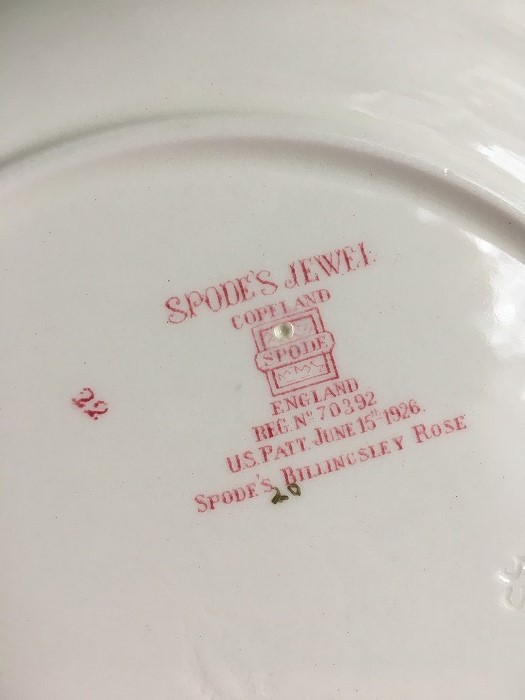 SPODE'S JEWEL
COPELAND
SPODE
ENGLAND
REG. Nº 70392
U.S. PATT. JUNE 15TH 1926.
SPODE'S BILLINGSLEY ROSE
20
22